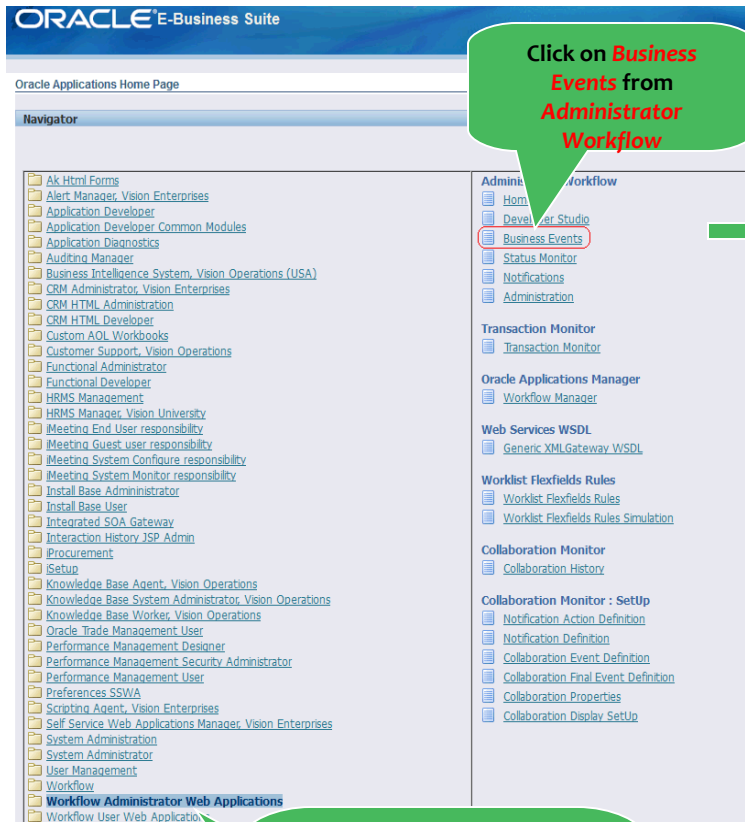 ORACLE® E-Business Suite
Click on Business
Events from
Administrator
Workflow
Oracle Applications Home Page
Navigator
Ak Html Forms
Alert Manager, Vision Enterprises
Application Developer
Application Developer Common Modules
Application Diagnostics
Auditing Manager
Business Intelligence System, Vision Operations (USA)
CRM Administrator, Vision Enterprises
CRM HTML Administration
CRM HTML Developer
Custom AOL Workbooks
Customer Support, Vision Operations
Functional Administrator
Functional Developer
HRMS Management
HRMS Manager, Vision University
iMeeting End User responsibility
iMeeting Guest user responsibility
iMeeting System Configure responsibility
iMeeting System Monitor responsibility
Install Base Admininistrator
Install Base User
Integrated SOA Gateway
Interaction History JSP Admin
iProcurement
iSetup
Knowledge Base Agent, Vision Operations
Knowledge Base System Administrator, Vision Operations
Knowledge Base Worker, Vision Operations
Oracle Trade Management User
Performance Management Designer
Performance Management Security Administrator
Performance Management User
Preferences SSWA
Scripting Agent, Vision Enterprises
Self Service Web Applications Manager, Vision Enterprises
System Administration
System Administrator
User Management
Workflow
Workflow Administrator Web Applications
Workflow User Web Applications
Workflow
Developer Studio
Business Events
Status Monitor
Notifications
Administration
Transaction Monitor
Transaction Monitor
Oracle Applications Manager
Workflow Manager
Web Services WSDL
Generic XMLGateway WSDL
Worklist Flexfields Rules
Worklist Flexfields Rules
Worklist Flexfields Rules Simulation
Collaboration Monitor
Collaboration History
Collaboration Monitor : SetUp
Notification Action Definition
Notification Definition
Collaboration Event Definition
Collaboration Final Event Definition
Collaboration Properties
Collaboration Display SetUp